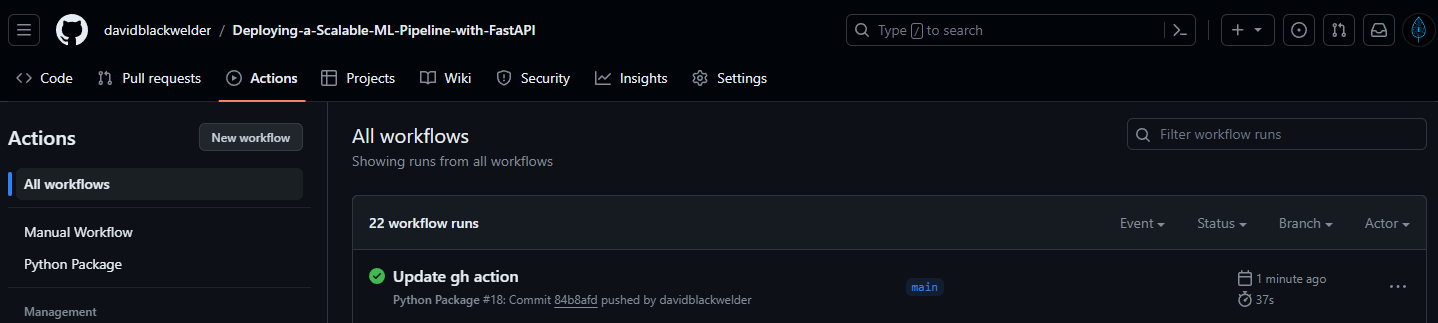 davidblackwelder / Deploying-a-Scalable-ML-Pipeline-with-FastAPI
Type / to search
Code Pull requests Actions Projects Wiki Security Insights Settings
Actions
New workflow
All workflows
Manual Workflow
Python Package
Management
All workflows
Showing runs from all workflows
Filter workflow runs
22 workflow runs
Event Status Branch Actor
Update gh action
Python Package #18: Commit 84b8afd pushed by davidblackwelder
main
1 minute ago
37s